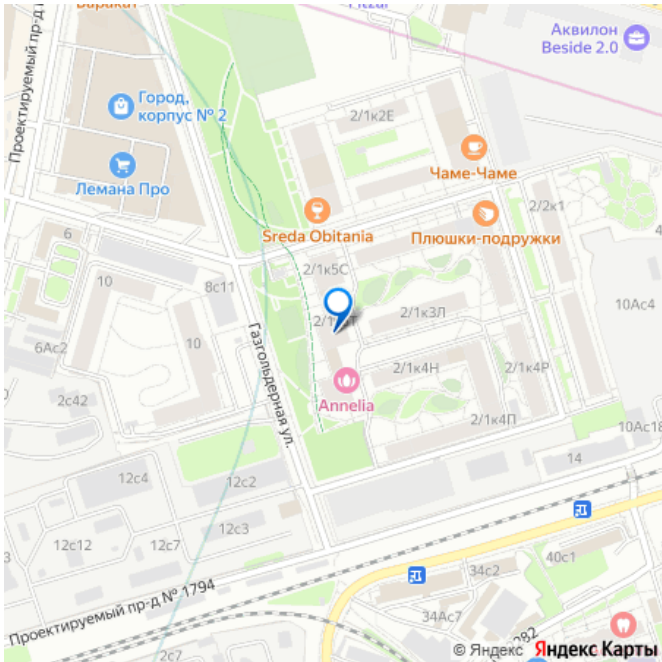 Аквилон
Beside 2.0
Город,
корпус № 2
2/1к2Е
Проектируемый пр-д
Лемана Про
Чаме-Чаме
2/2к1
Sreda Obitania
Плюшки-подружки
6
2/1к5С
10
8с11
10Ас4
2/1к3Л
6Ас2
10
Газгольдерная ул.
2/1к4Н
2/1к4Р
Annelia
2с42
2/1к4П
10Ас18
12с4
12с2
14
12с3
12с12
12с7
40с1
34с2
Проектируемый пр-д № 1794
34Ас7
282
2с7
© Яндекс Яндекс Карты